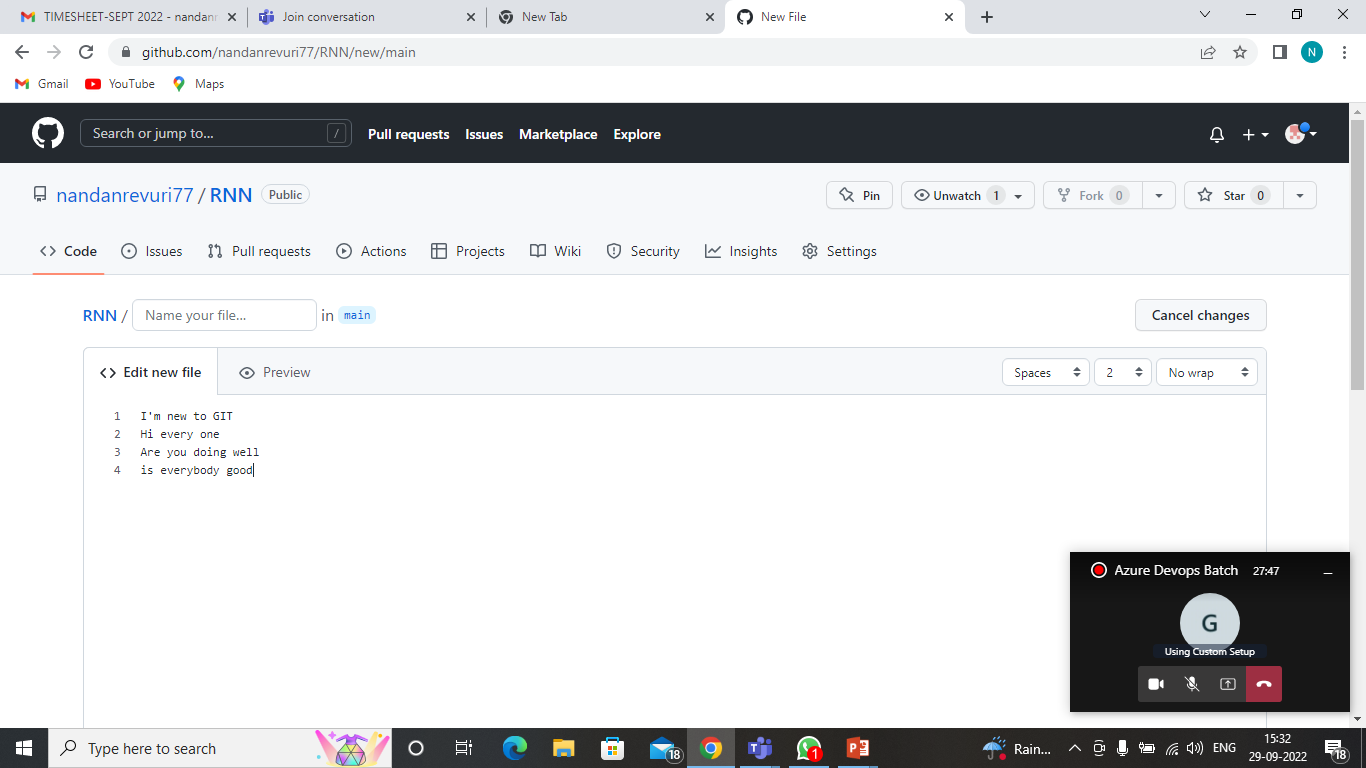 TIMESHEET-SEPT 2022 - nandanr
Join conversation
New Tab
New File
github.com/nandanrevuri77/RNN/new/main
N
Gmail
YouTube
Maps
Search or jump to...
/
Pull requests
Issues
Marketplace
Explore
nandanrevuri77 / RNN
Public
Pin
Unwatch 1
Fork 0
Star 0
Code
Issues
Pull requests
Actions
Projects
Wiki
Security
Insights
Settings
RNN /
Name your file...
in main
Cancel changes
Edit new file
Preview
Spaces
2
No wrap
1 I'm new to GIT
2 Hi every one
3 Are you doing well
4 is everybody good
Azure Devops Batch 27:47
G
Using Custom Setup
Type here to search
18
1
Rain...
ENG
15:32
29-09-2022
18